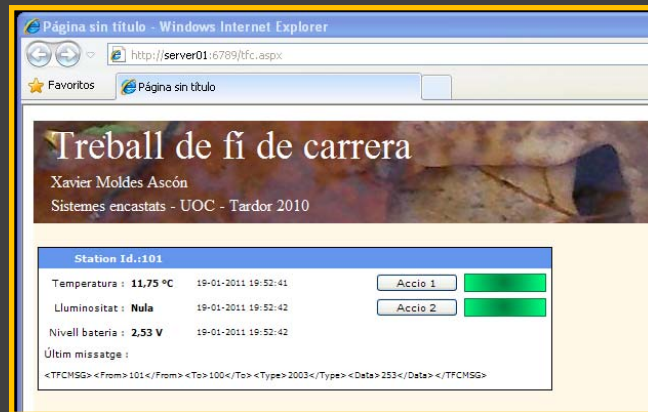 Página sin título - Windows Internet Explorer
http://server01:6789/tfc.aspx
Favoritos
Página sin título
Treball de fí de carrera
Xavier Moldes Ascón
Sistemes encastats - UOC - Tardor 2010
Station Id.:101
Temperatura : 11,75 ºC 19-01-2011 19:52:41 Accio 1
Lluminositat : Nula 19-01-2011 19:52:42 Accio 2
Nivell bateria : 2,53 V 19-01-2011 19:52:42
Últim missatge :
<TFCMSG><From>101</From><To>100</To><Type>2003</Type><Data>253</Data></TFCMSG>